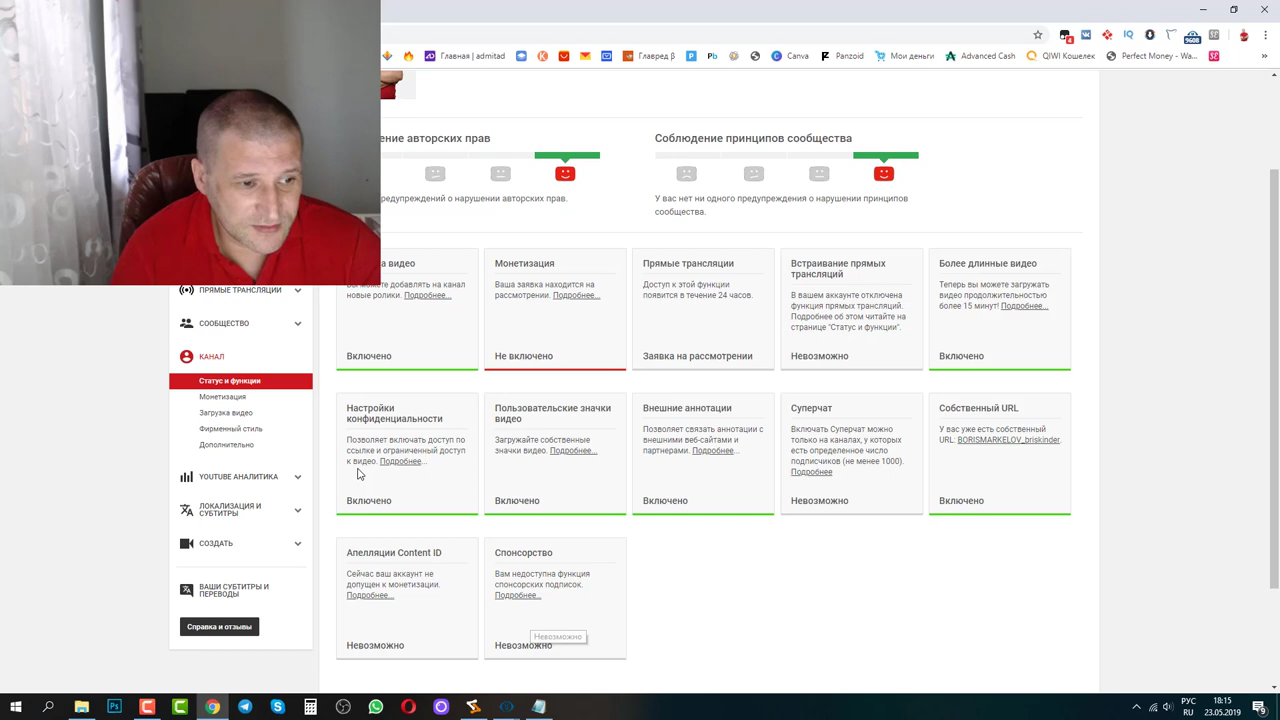 Главная | admitad
Главред β
Canva
Panzoid
Мои деньги
Advanced Cash
QIWI Кошелек
Perfect Money - Wa...
ение авторских прав
редупреждений о нарушении авторских прав.
Соблюдение принципов сообщества
У вас нет ни одного предупреждения о нарушении принципов
сообщества.
ПРЯМЫЕ ТРАНСЛЯЦИИ
СООБЩЕСТВО
КАНАЛ
Статус и функции
Монетизация
Загрузка видео
Фирменный стиль
Дополнительно
YOUTUBE АНАЛИТИКА
ЛОКАЛИЗАЦИЯ И
СУБТИТРЫ
СОЗДАТЬ
ВАШИ СУБТИТРЫ И
ПЕРЕВОДЫ
Справка и отзывы
а видео
Вы можете добавлять на канал
новые ролики. Подробнее...
Включено
Монетизация
Ваша заявка находится на
рассмотрении. Подробнее...
Не включено
Прямые трансляции
Доступ к этой функции
появится в течение 24 часов.
Заявка на рассмотрении
Встраивание прямых
трансляций
В вашем аккаунте отключена
функция прямых трансляций.
Подробнее об этом читайте на
странице "Статус и функции".
Невозможно
Более длинные видео
Теперь вы можете загружать
видео продолжительностью
более 15 минут! Подробнее...
Включено
Настройки
конфиденциальности
Позволяет включать доступ по
ссылке и ограниченный доступ
к видео. Подробнее...
Включено
Пользовательские значки
видео
Загружайте собственные
значки видео. Подробнее...
Включено
Внешние аннотации
Позволяет связать аннотации с
внешними веб-сайтами и
партнерами. Подробнее...
Включено
Суперчат
Включать Суперчат можно
только на каналах, у которых
есть определенное число
подписчиков (не менее 1000).
Подробнее
Невозможно
Собственный URL
У вас уже есть собственный
URL: BORISMARKELOV_briskinder.
Включено
Апелляции Content ID
Сейчас ваш аккаунт не
допущен к монетизации.
Подробнее...
Невозможно
Спонсорство
Вам недоступна функция
спонсорских подписок.
Подробнее...
Невозможно
Невозможно
РУС
RU
18:15
23.05.2019